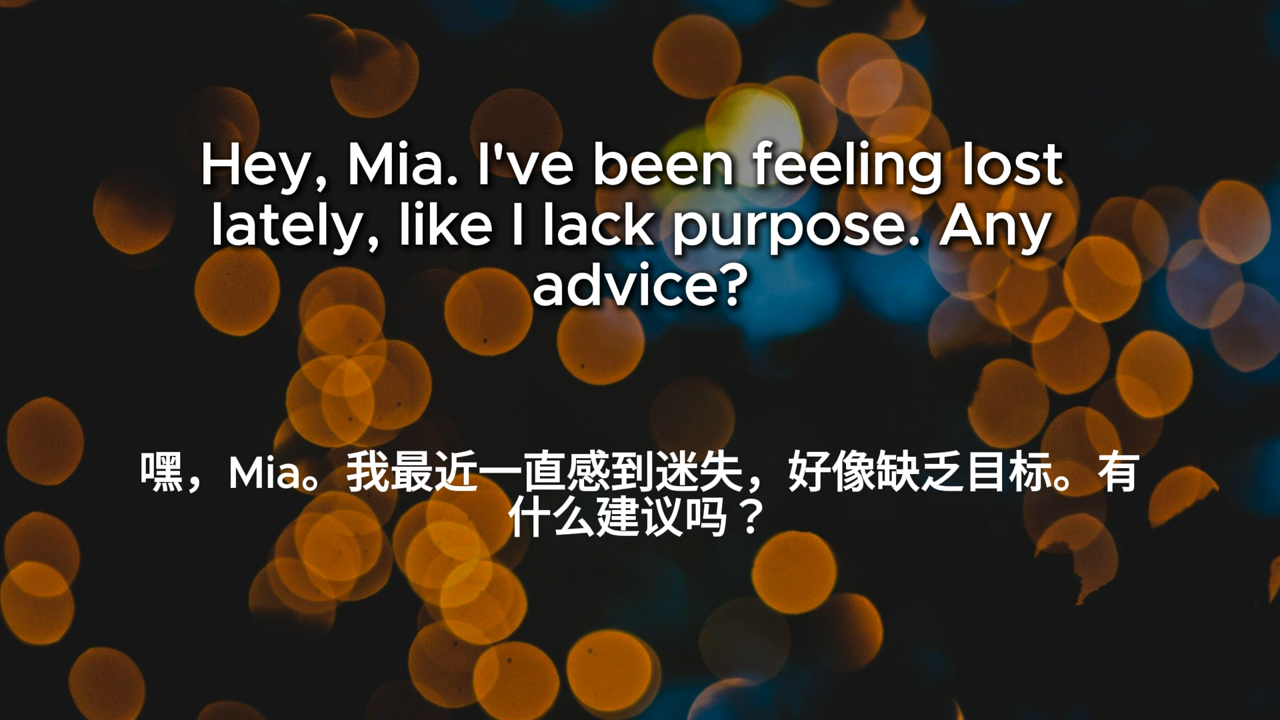 Hey, Mia. I've been feeling lost
lately, like I lack purpose. Any
advice?
嘿，Mia。我最近一直感到迷失，好像缺乏目标。有
什么建议吗？